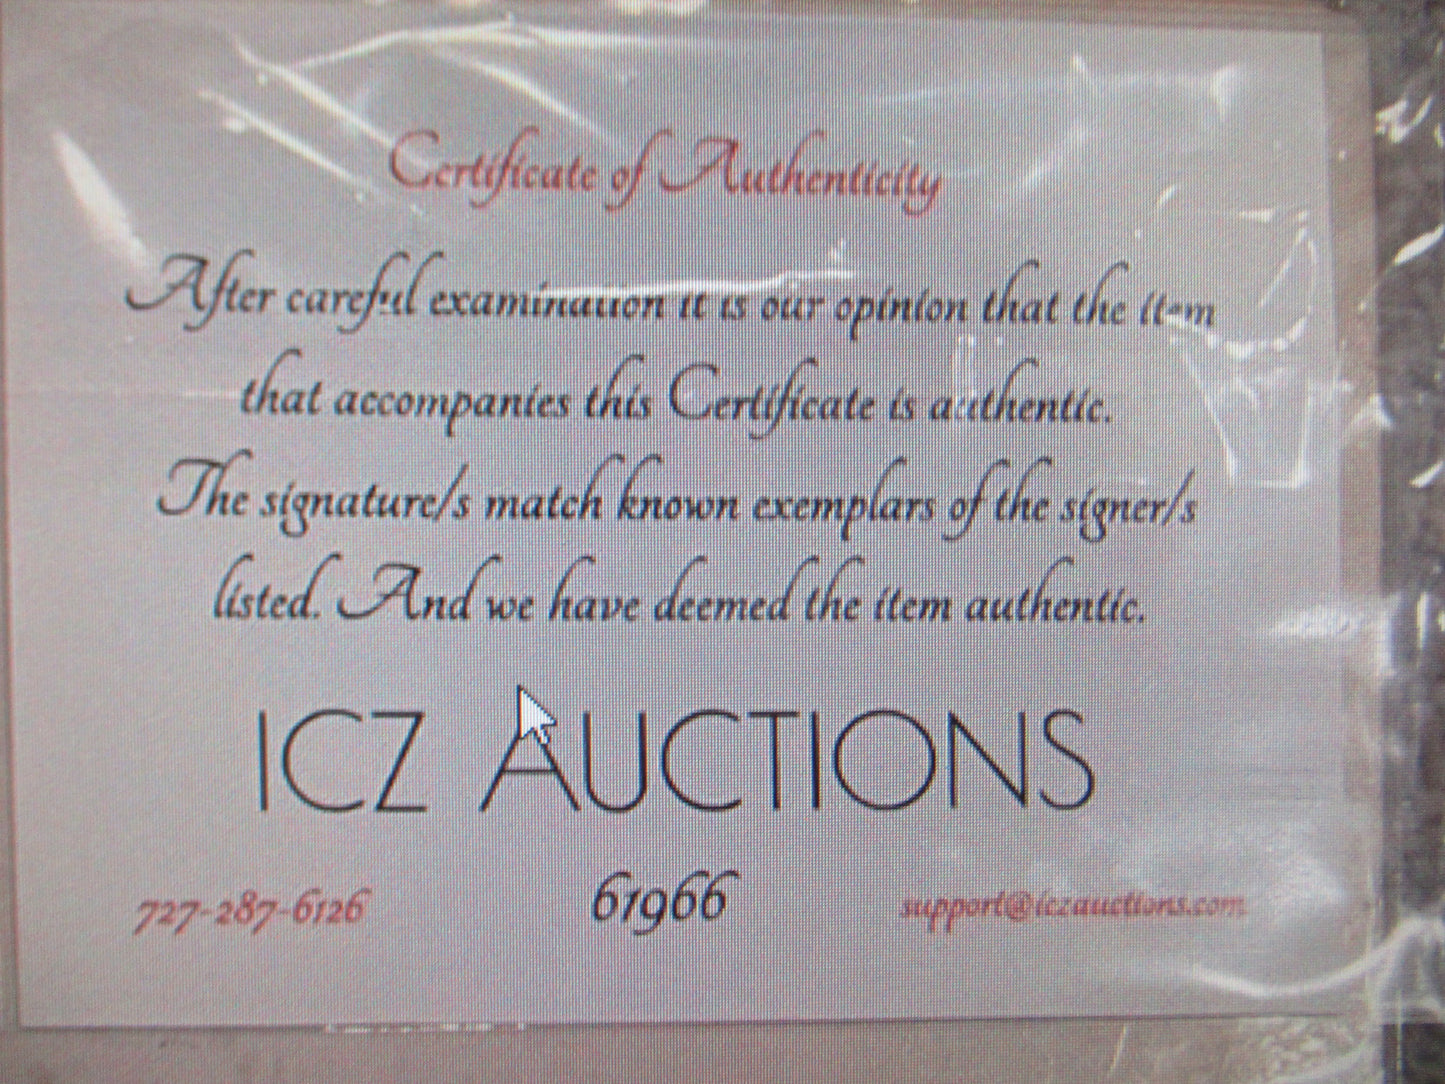 Certificate of Authenticity
After careful examination it is our opinion that the item
that accompanies this Certificate is authentic.
The signature/s match known exemplars of the signer/s
listed. And we have deemed the item authentic.
ICZ AUCTIONS
727-287-6126 61966 support@iczauctions.com